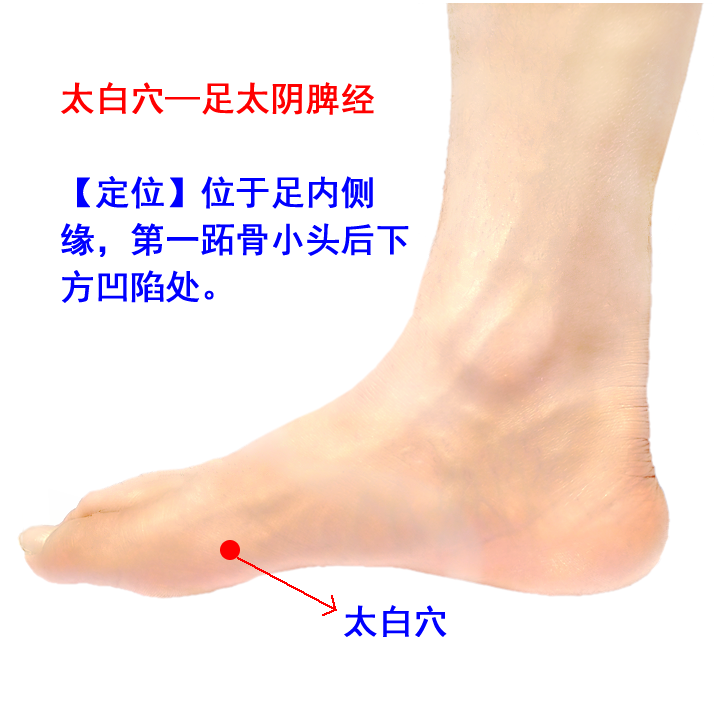 太白穴—足太阴脾经
【定位】位于足内侧
缘，第一跖骨小头后下
方凹陷处。
太白穴